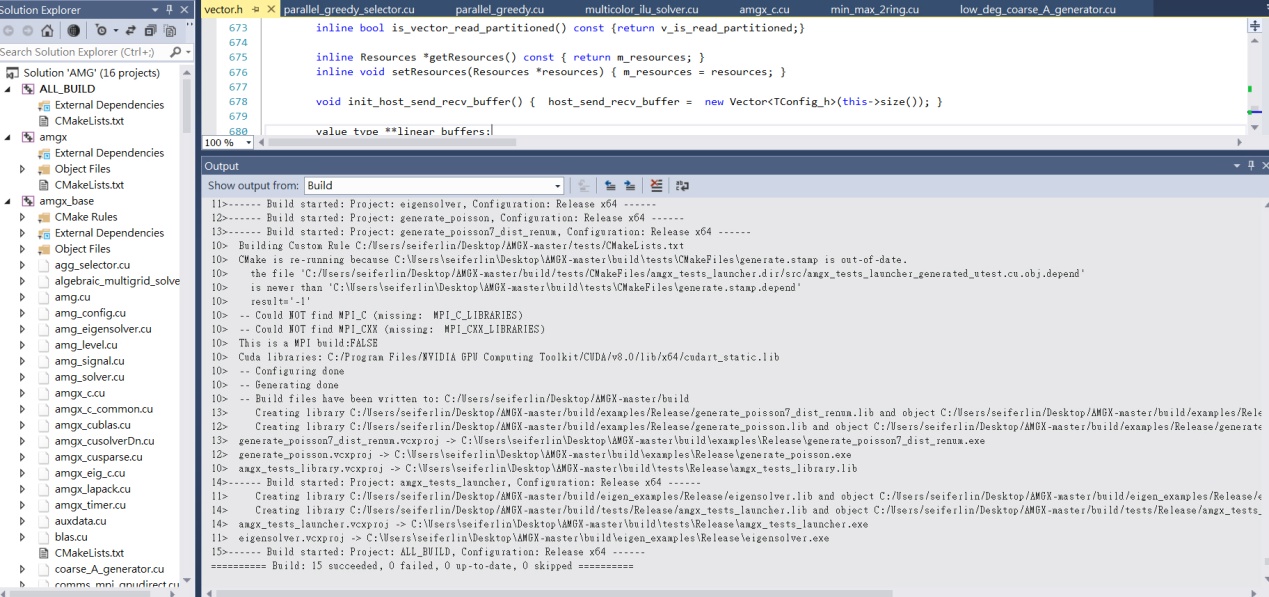 Solution Explorer
Search Solution Explorer (Ctrl+;)
Solution 'AMG' (16 projects)
ALL_BUILD
External Dependencies
CMakeLists.txt
amgx
External Dependencies
Object Files
CMakeLists.txt
amgx_base
CMake Rules
External Dependencies
Object Files
agg_selector.cu
algebraic_multigrid_solve
amg.cu
amg_config.cu
amg_eigensolver.cu
amg_level.cu
amg_signal.cu
amg_solver.cu
amgx_c.cu
amgx_c_common.cu
amgx_cublas.cu
amgx_cusolverDn.cu
amgx_cusparse.cu
amgx_eig_c.cu
amgx_lapack.cu
amgx_timer.cu
auxdata.cu
blas.cu
CMakeLists.txt
coarse_A_generator.cu
comms_mpi_gpudirect.cu
vector.h parallel_greedy_selector.cu parallel_greedy.cu multicolor_ilu_solver.cu amgx_c.cu min_max_2ring.cu low_deg_coarse_A_generator.cu
673 inline bool is_vector_read_partitioned() const {return v_is_read_partitioned;}
674
675 inline Resources *getResources() const { return m_resources; }
676 inline void setResources(Resources *resources) { m_resources = resources; }
677
678 void init_host_send_recv_buffer() {  host_send_recv_buffer =  new Vector<TConfig_h>(this->size()); }
679
680 value_type **linear_buffers;
100 %
Output
Show output from: Build
11>------ Build started: Project: eigensolver, Configuration: Release x64 ------
12>------ Build started: Project: generate_poisson, Configuration: Release x64 ------
13>------ Build started: Project: generate_poisson7_dist_renum, Configuration: Release x64 ------
10>  Building Custom Rule C:/Users/seiferlin/Desktop/AMGX-master/tests/CMakeLists.txt
10>  CMake is re-running because C:\Users\seiferlin\Desktop\AMGX-master\build\tests\CMakeFiles\generate.stamp is out-of-date.
10>    the file 'C:/Users/seiferlin/Desktop/AMGX-master/build/tests/CMakeFiles/amgx_tests_launcher.dir/src/amgx_tests_launcher_generated_utest.cu.obj.depend'
10>    is newer than 'C:\Users\seiferlin\Desktop\AMGX-master\build\tests\CMakeFiles\generate.stamp.depend'
10>    result='-1'
10>  -- Could NOT find MPI_C (missing:  MPI_C_LIBRARIES)
10>  -- Could NOT find MPI_CXX (missing:  MPI_CXX_LIBRARIES)
10>  This is a MPI build:FALSE
10>  Cuda libraries: C:/Program Files/NVIDIA GPU Computing Toolkit/CUDA/v8.0/lib/x64/cudart_static.lib
10>  -- Configuring done
10>  -- Generating done
10>  -- Build files have been written to: C:/Users/seiferlin/Desktop/AMGX-master/build
13>     Creating library C:/Users/seiferlin/Desktop/AMGX-master/build/examples/Release/generate_poisson7_dist_renum.lib and object C:/Users/seiferlin/Desktop/AMGX-master/build/examples/Rele
12>     Creating library C:/Users/seiferlin/Desktop/AMGX-master/build/examples/Release/generate_poisson.lib and object C:/Users/seiferlin/Desktop/AMGX-master/build/examples/Release/generate
13>  generate_poisson7_dist_renum.vcxproj -> C:\Users\seiferlin\Desktop\AMGX-master\build\examples\Release\generate_poisson7_dist_renum.exe
12>  generate_poisson.vcxproj -> C:\Users\seiferlin\Desktop\AMGX-master\build\examples\Release\generate_poisson.exe
10>  amgx_tests_library.vcxproj -> C:\Users\seiferlin\Desktop\AMGX-master\build\tests\Release\amgx_tests_library.lib
14>------ Build started: Project: amgx_tests_launcher, Configuration: Release x64 ------
11>     Creating library C:/Users/seiferlin/Desktop/AMGX-master/build/eigen_examples/Release/eigensolver.lib and object C:/Users/seiferlin/Desktop/AMGX-master/build/eigen_examples/Release/e
14>     Creating library C:/Users/seiferlin/Desktop/AMGX-master/build/tests/Release/amgx_tests_launcher.lib and object C:/Users/seiferlin/Desktop/AMGX-master/build/tests/Release/amgx_tests_
14>  amgx_tests_launcher.vcxproj -> C:\Users\seiferlin\Desktop\AMGX-master\build\tests\Release\amgx_tests_launcher.exe
11>  eigensolver.vcxproj -> C:\Users\seiferlin\Desktop\AMGX-master\build\eigen_examples\Release\eigensolver.exe
15>------ Build started: Project: ALL_BUILD, Configuration: Release x64 ------
========== Build: 15 succeeded, 0 failed, 0 up-to-date, 0 skipped ==========